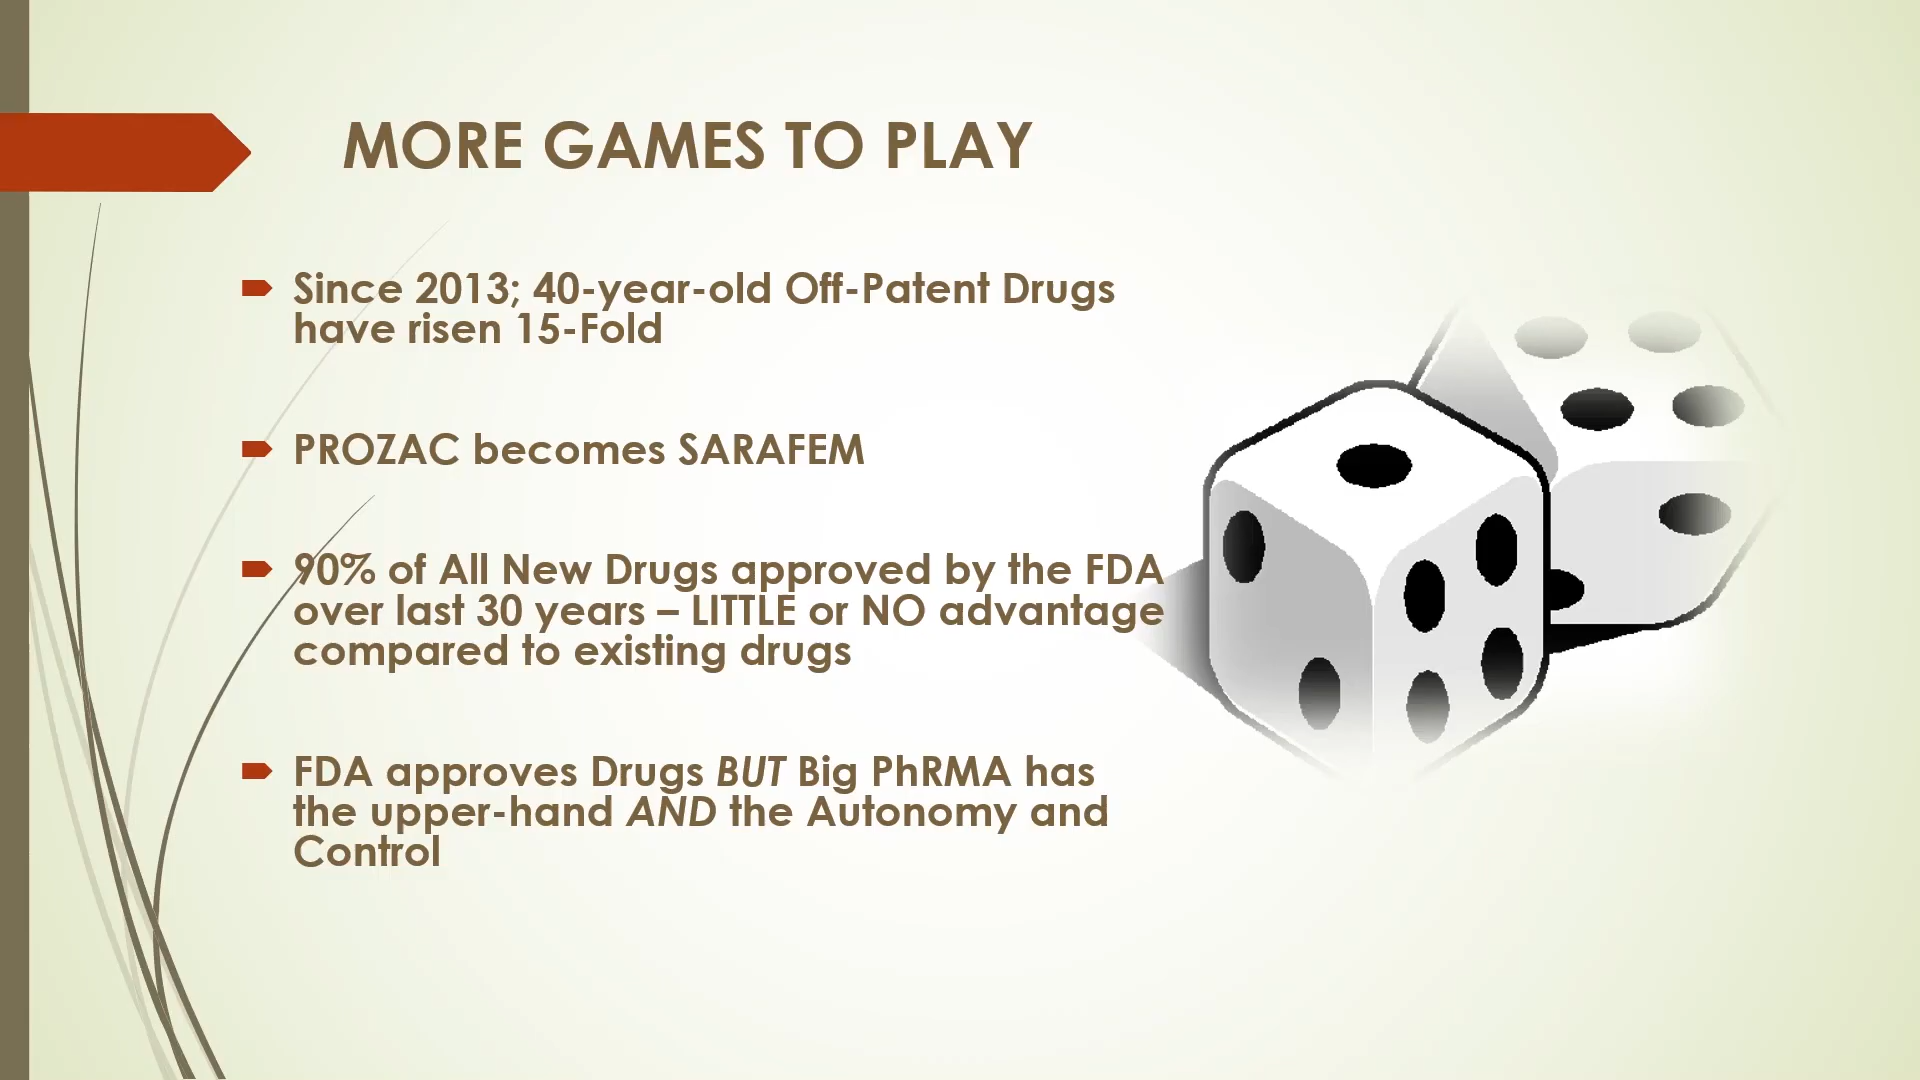 MORE GAMES TO PLAY
Since 2013; 40-year-old Off-Patent Drugs
have risen 15-Fold
PROZAC becomes SARAFEM
90% of All New Drugs approved by the FDA
over last 30 years – LITTLE or NO advantage
compared to existing drugs
FDA approves Drugs BUT Big PhRMA has
the upper-hand AND the Autonomy and
Control